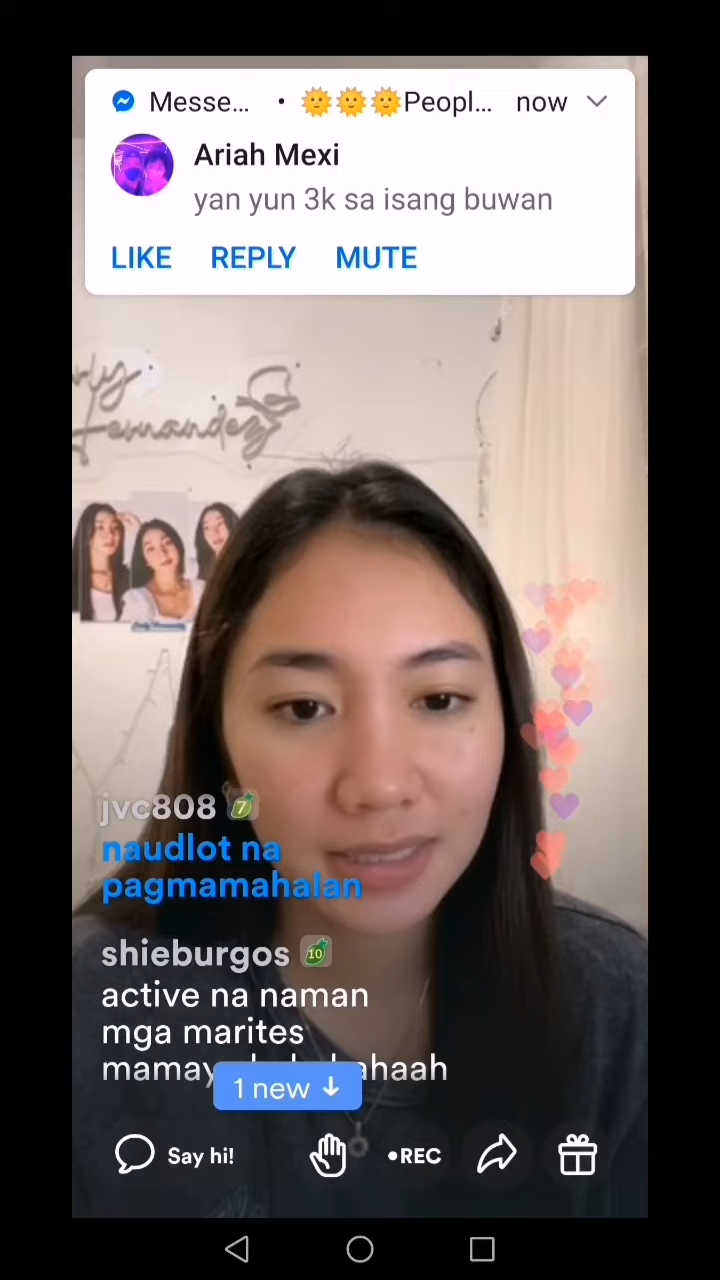 Messe... • 🌞🌞🌞Peopl... now
Ariah Mexi
yan yun 3k sa isang buwan
LIKE REPLY MUTE
Fernandez
jvc808 7
naudlot na
pagmamahalan
shieburgos 10
active na naman
mga marites
1 new ↓
Say hi! •REC